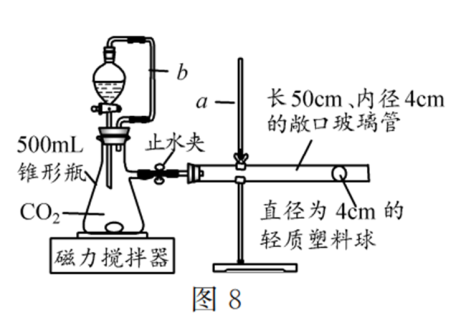 b
a
止水夹
500mL
锥形瓶
CO₂
磁力搅拌器
长50cm、内径4cm
的敞口玻璃管
直径为4cm的
轻质塑料球
图 8